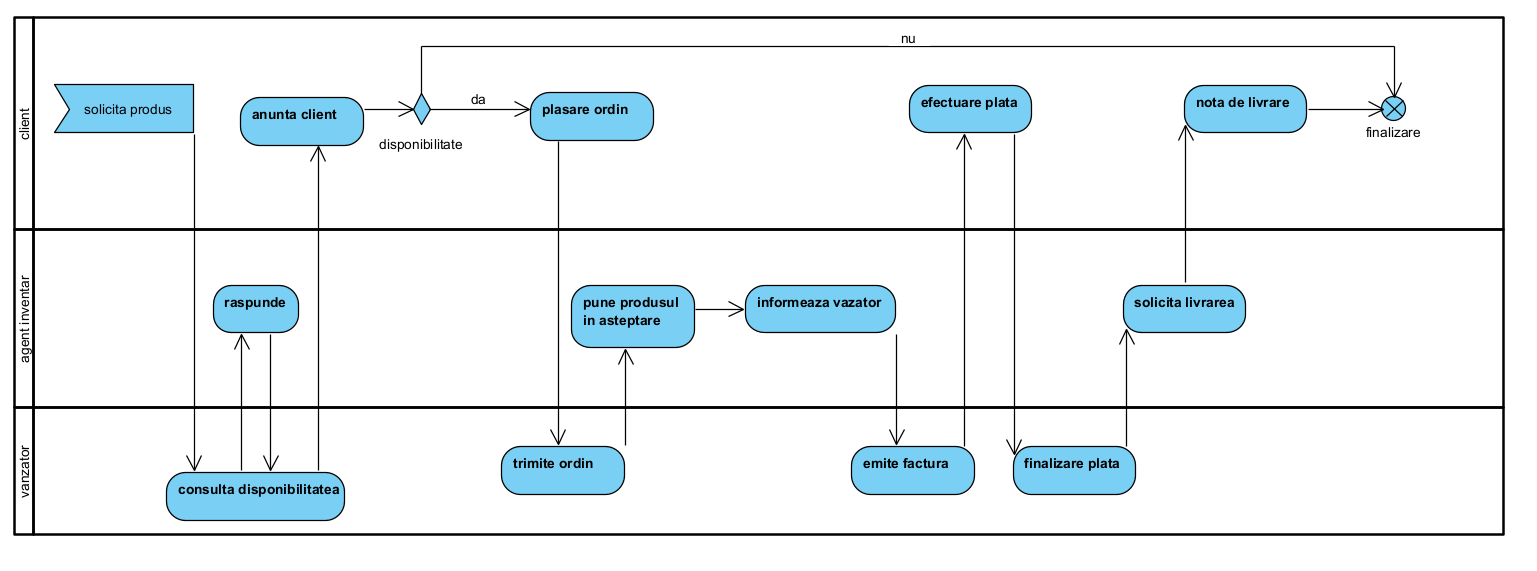 client
nu
solicita produs
anunta client
da
disponibilitate
plasare ordin
efectuare plata
nota de livrare
finalizare
agent inventar
raspunde
pune produsul
in asteptare
informeaza vazator
solicita livrarea
vanzator
consulta disponibilitatea
trimite ordin
emite factura
finalizare plata